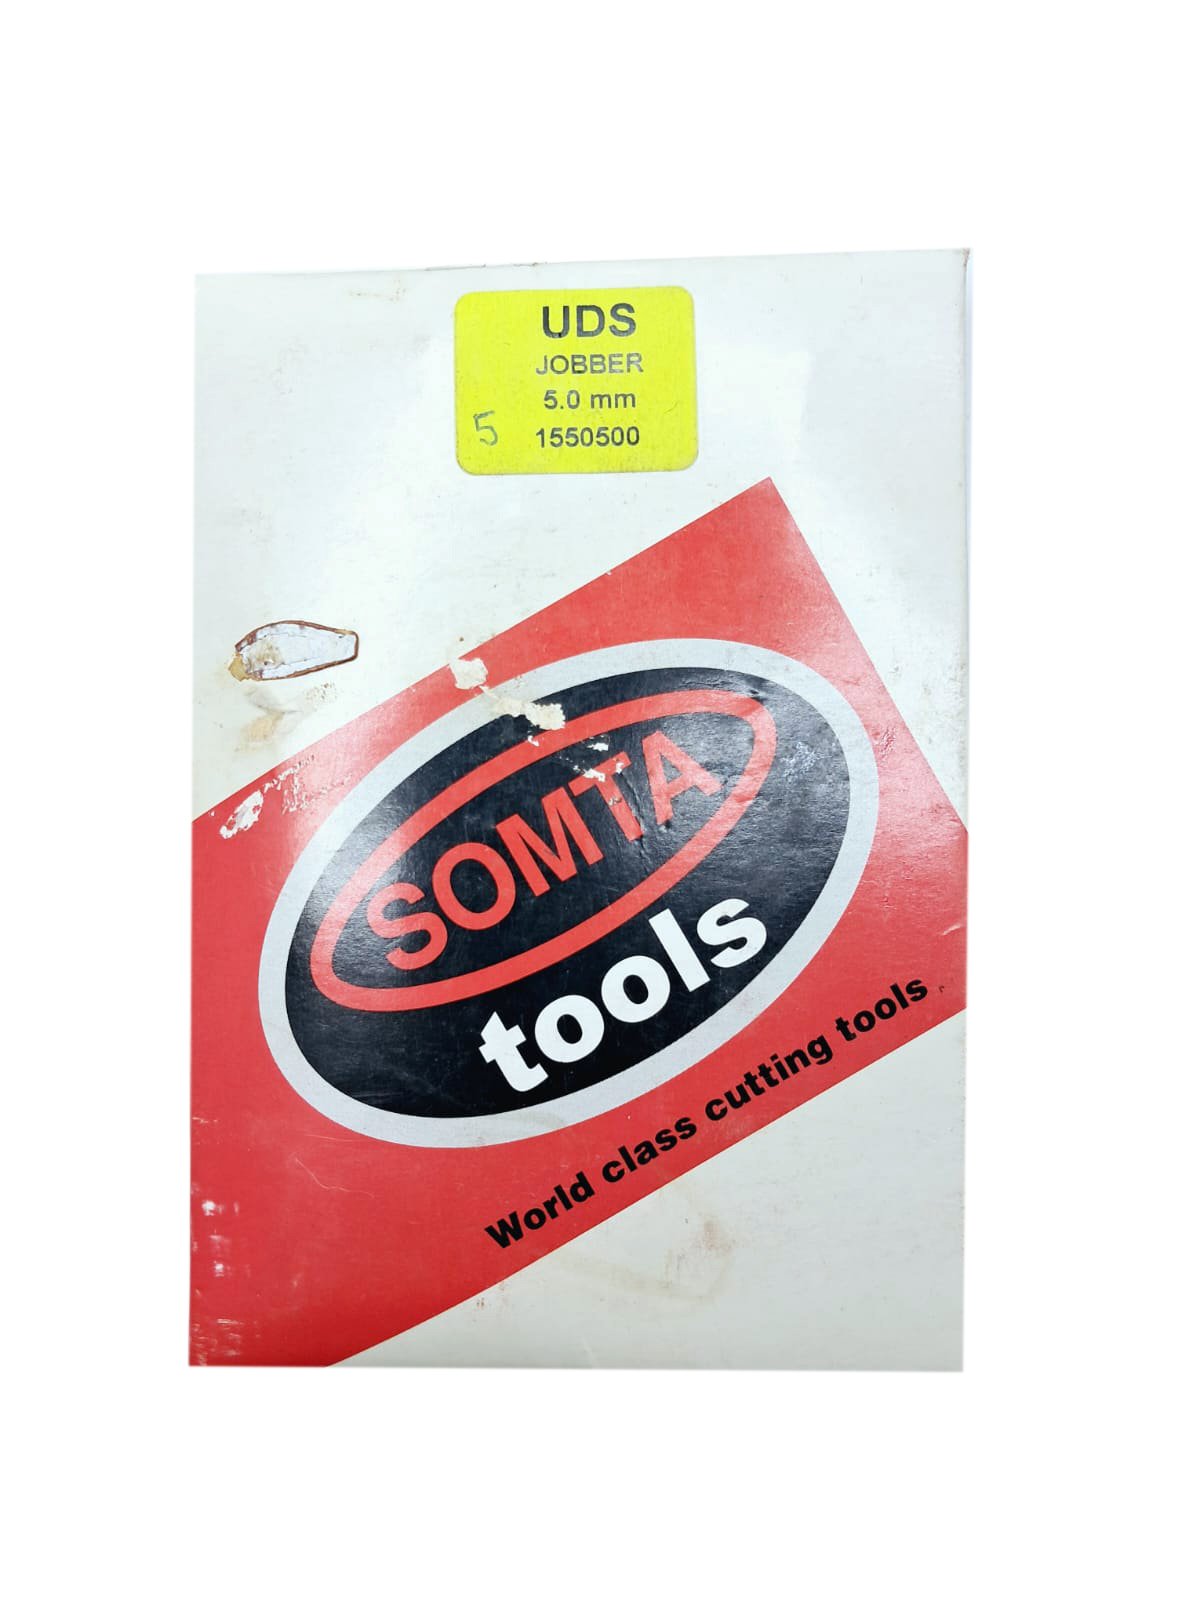 UDS
JOBBER
5.0 mm
5 1550500
SOMTA
tools
World class cutting tools